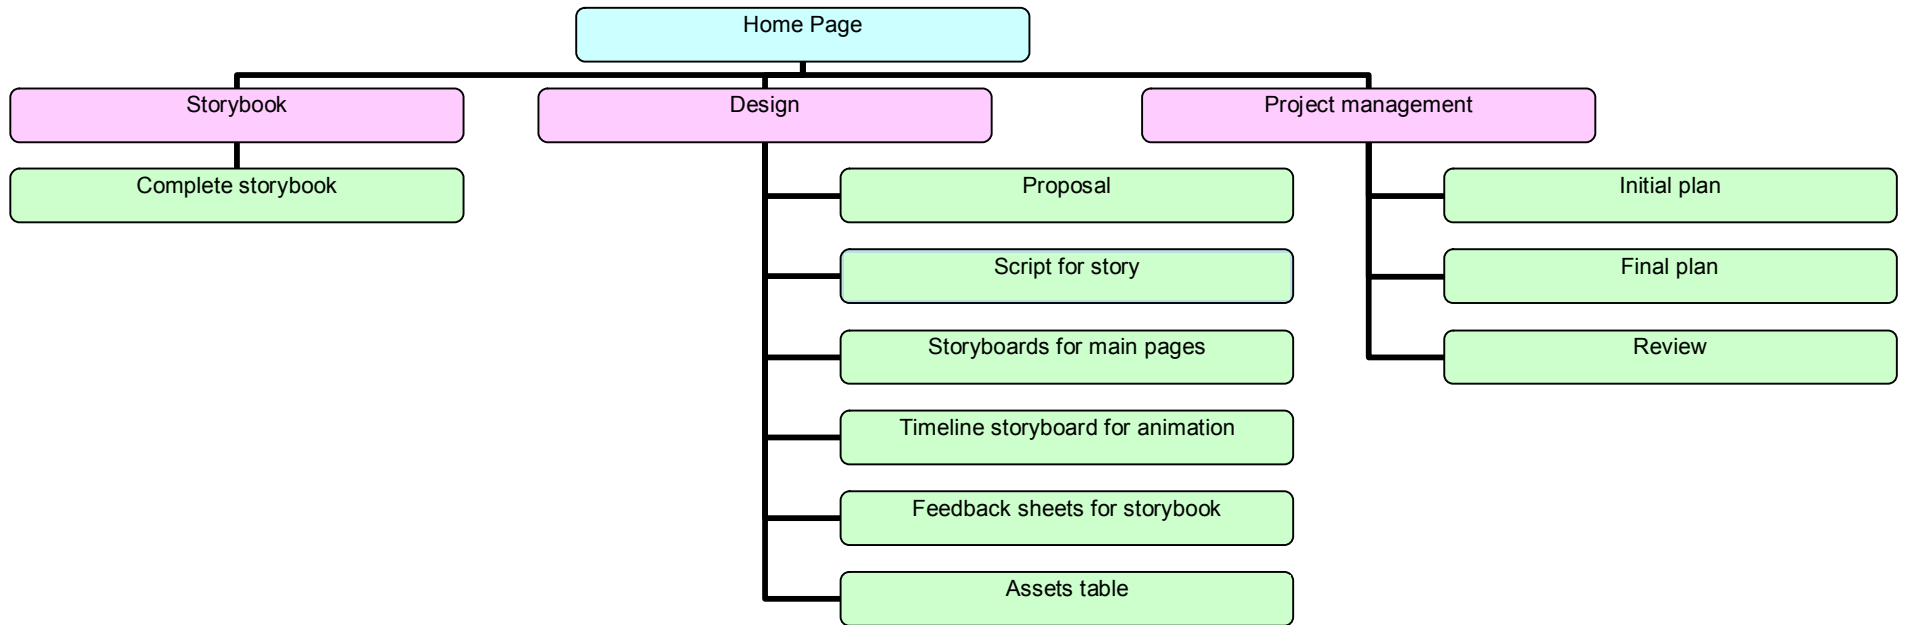 Home Page
Storybook
Design
Project management
Complete storybook
Proposal
Initial plan
Script for story
Final plan
Storyboards for main pages
Review
Timeline storyboard for animation
Feedback sheets for storybook
Assets table